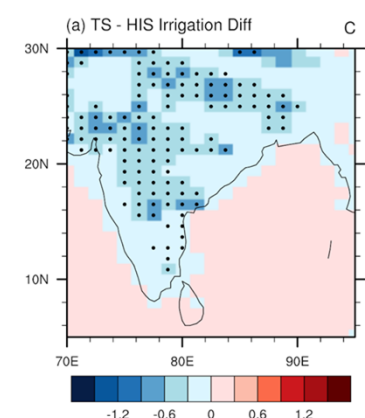 (a) TS - HIS Irrigation Diff C
30N
20N
10N
70E 80E 90E
-1.2 -0.6 0 0.6 1.2